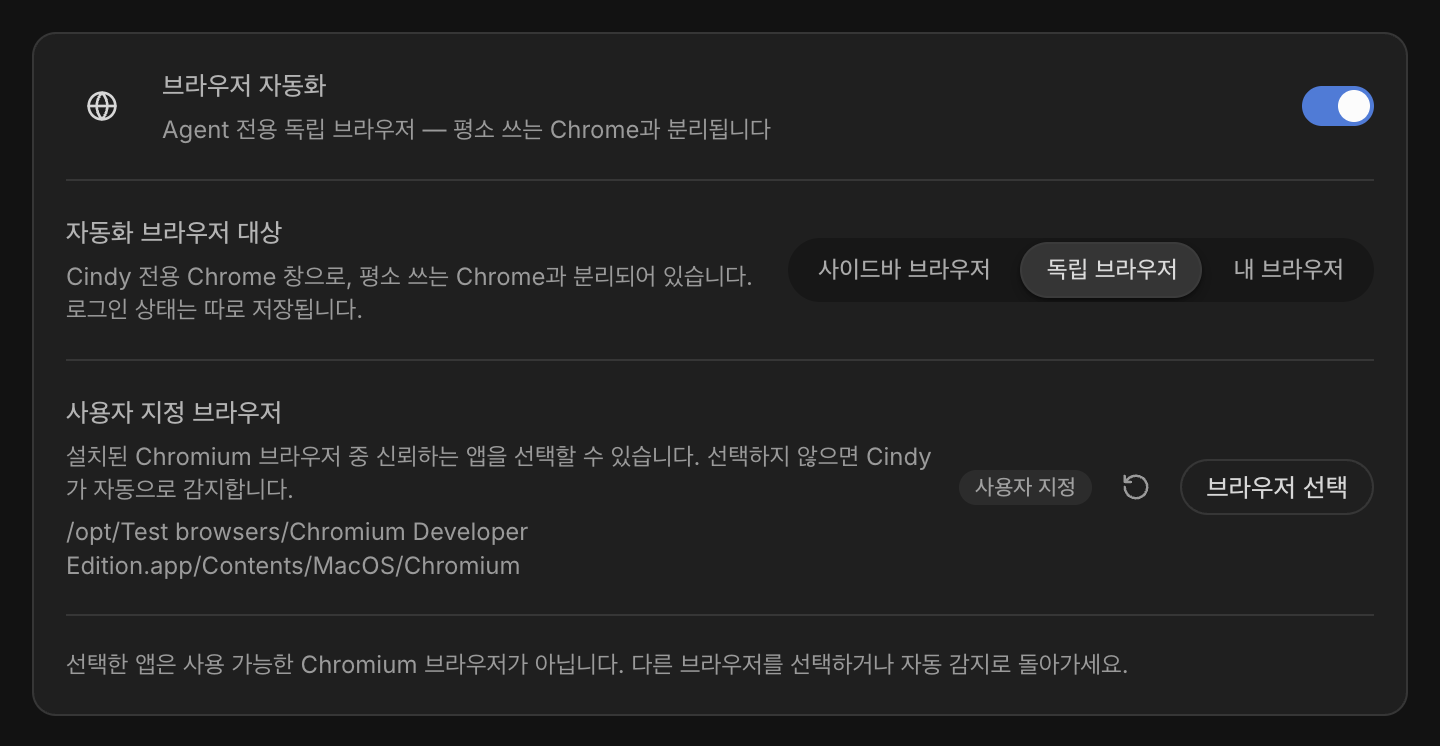 브라우저 자동화
Agent 전용 독립 브라우저 — 평소 쓰는 Chrome과 분리됩니다
자동화 브라우저 대상
Cindy 전용 Chrome 창으로, 평소 쓰는 Chrome과 분리되어 있습니다.
로그인 상태는 따로 저장됩니다.
사이드바 브라우저
독립 브라우저
내 브라우저
사용자 지정 브라우저
설치된 Chromium 브라우저 중 신뢰하는 앱을 선택할 수 있습니다. 선택하지 않으면 Cindy
가 자동으로 감지합니다.
/opt/Test browsers/Chromium Developer
Edition.app/Contents/MacOS/Chromium
사용자 지정
브라우저 선택
선택한 앱은 사용 가능한 Chromium 브라우저가 아닙니다. 다른 브라우저를 선택하거나 자동 감지로 돌아가세요.